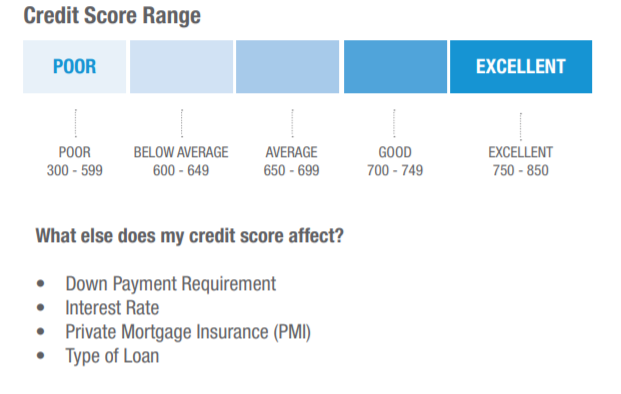 Credit Score Range
POOR EXCELLENT
POOR BELOW AVERAGE AVERAGE GOOD EXCELLENT
300 - 599 600 - 649 650 - 699 700 - 749 750 - 850
What else does my credit score affect?
• Down Payment Requirement
• Interest Rate
• Private Mortgage Insurance (PMI)
• Type of Loan